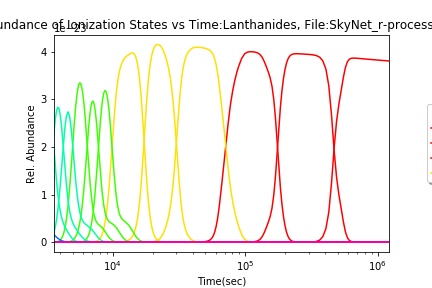 undance of Ionization States vs Time:Lanthanides, File:SkyNet_r-process
1e−23
4
3
2
1
0
Rel. Abundance
10⁴ 10⁵ 10⁶
Time(sec)